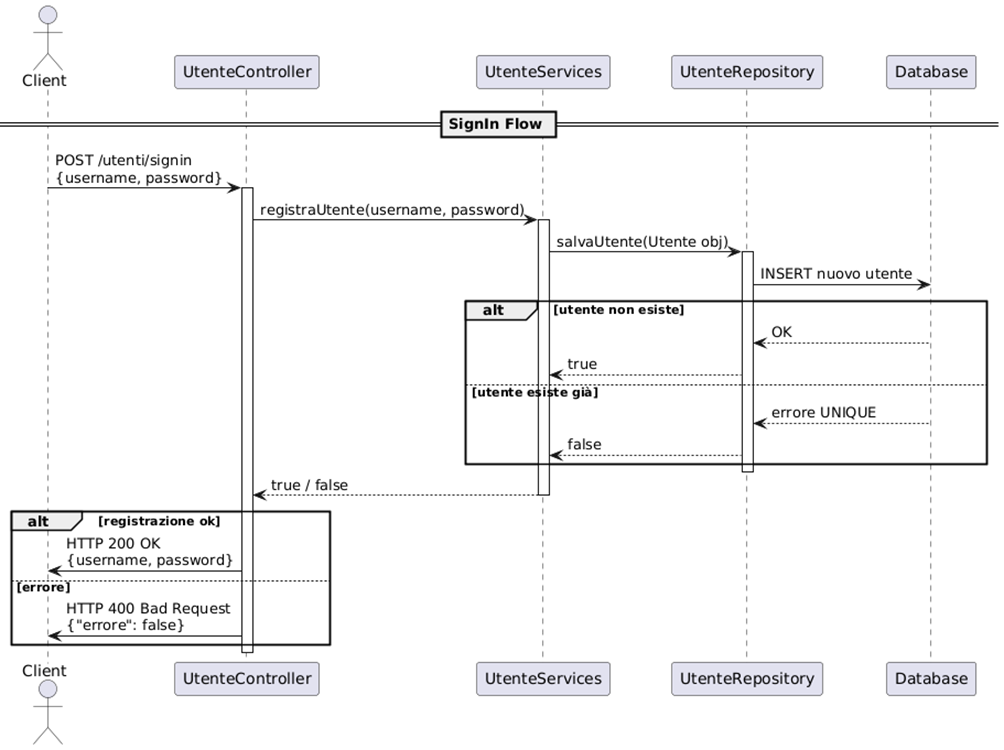 Client
UtenteController
UtenteServices
UtenteRepository
Database
SignIn Flow
POST /utenti/signin
{username, password}
registraUtente(username, password)
salvaUtente(Utente obj)
INSERT nuovo utente
alt
[utente non esiste]
OK
true
[utente esiste già]
errore UNIQUE
false
true / false
alt
[registrazione ok]
HTTP 200 OK
{username, password}
[errore]
HTTP 400 Bad Request
{"errore": false}
Client
UtenteController
UtenteServices
UtenteRepository
Database